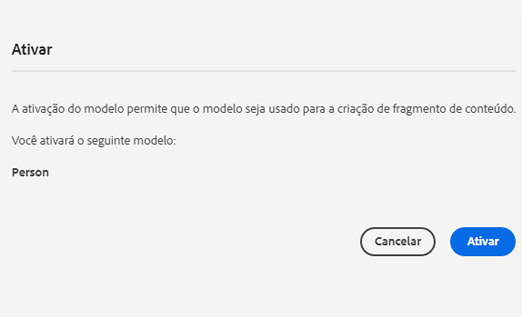 Ativar
A ativação do modelo permite que o modelo seja usado para a criação de fragmento de conteúdo.
Você ativará o seguinte modelo:
Person
Cancelar
Ativar